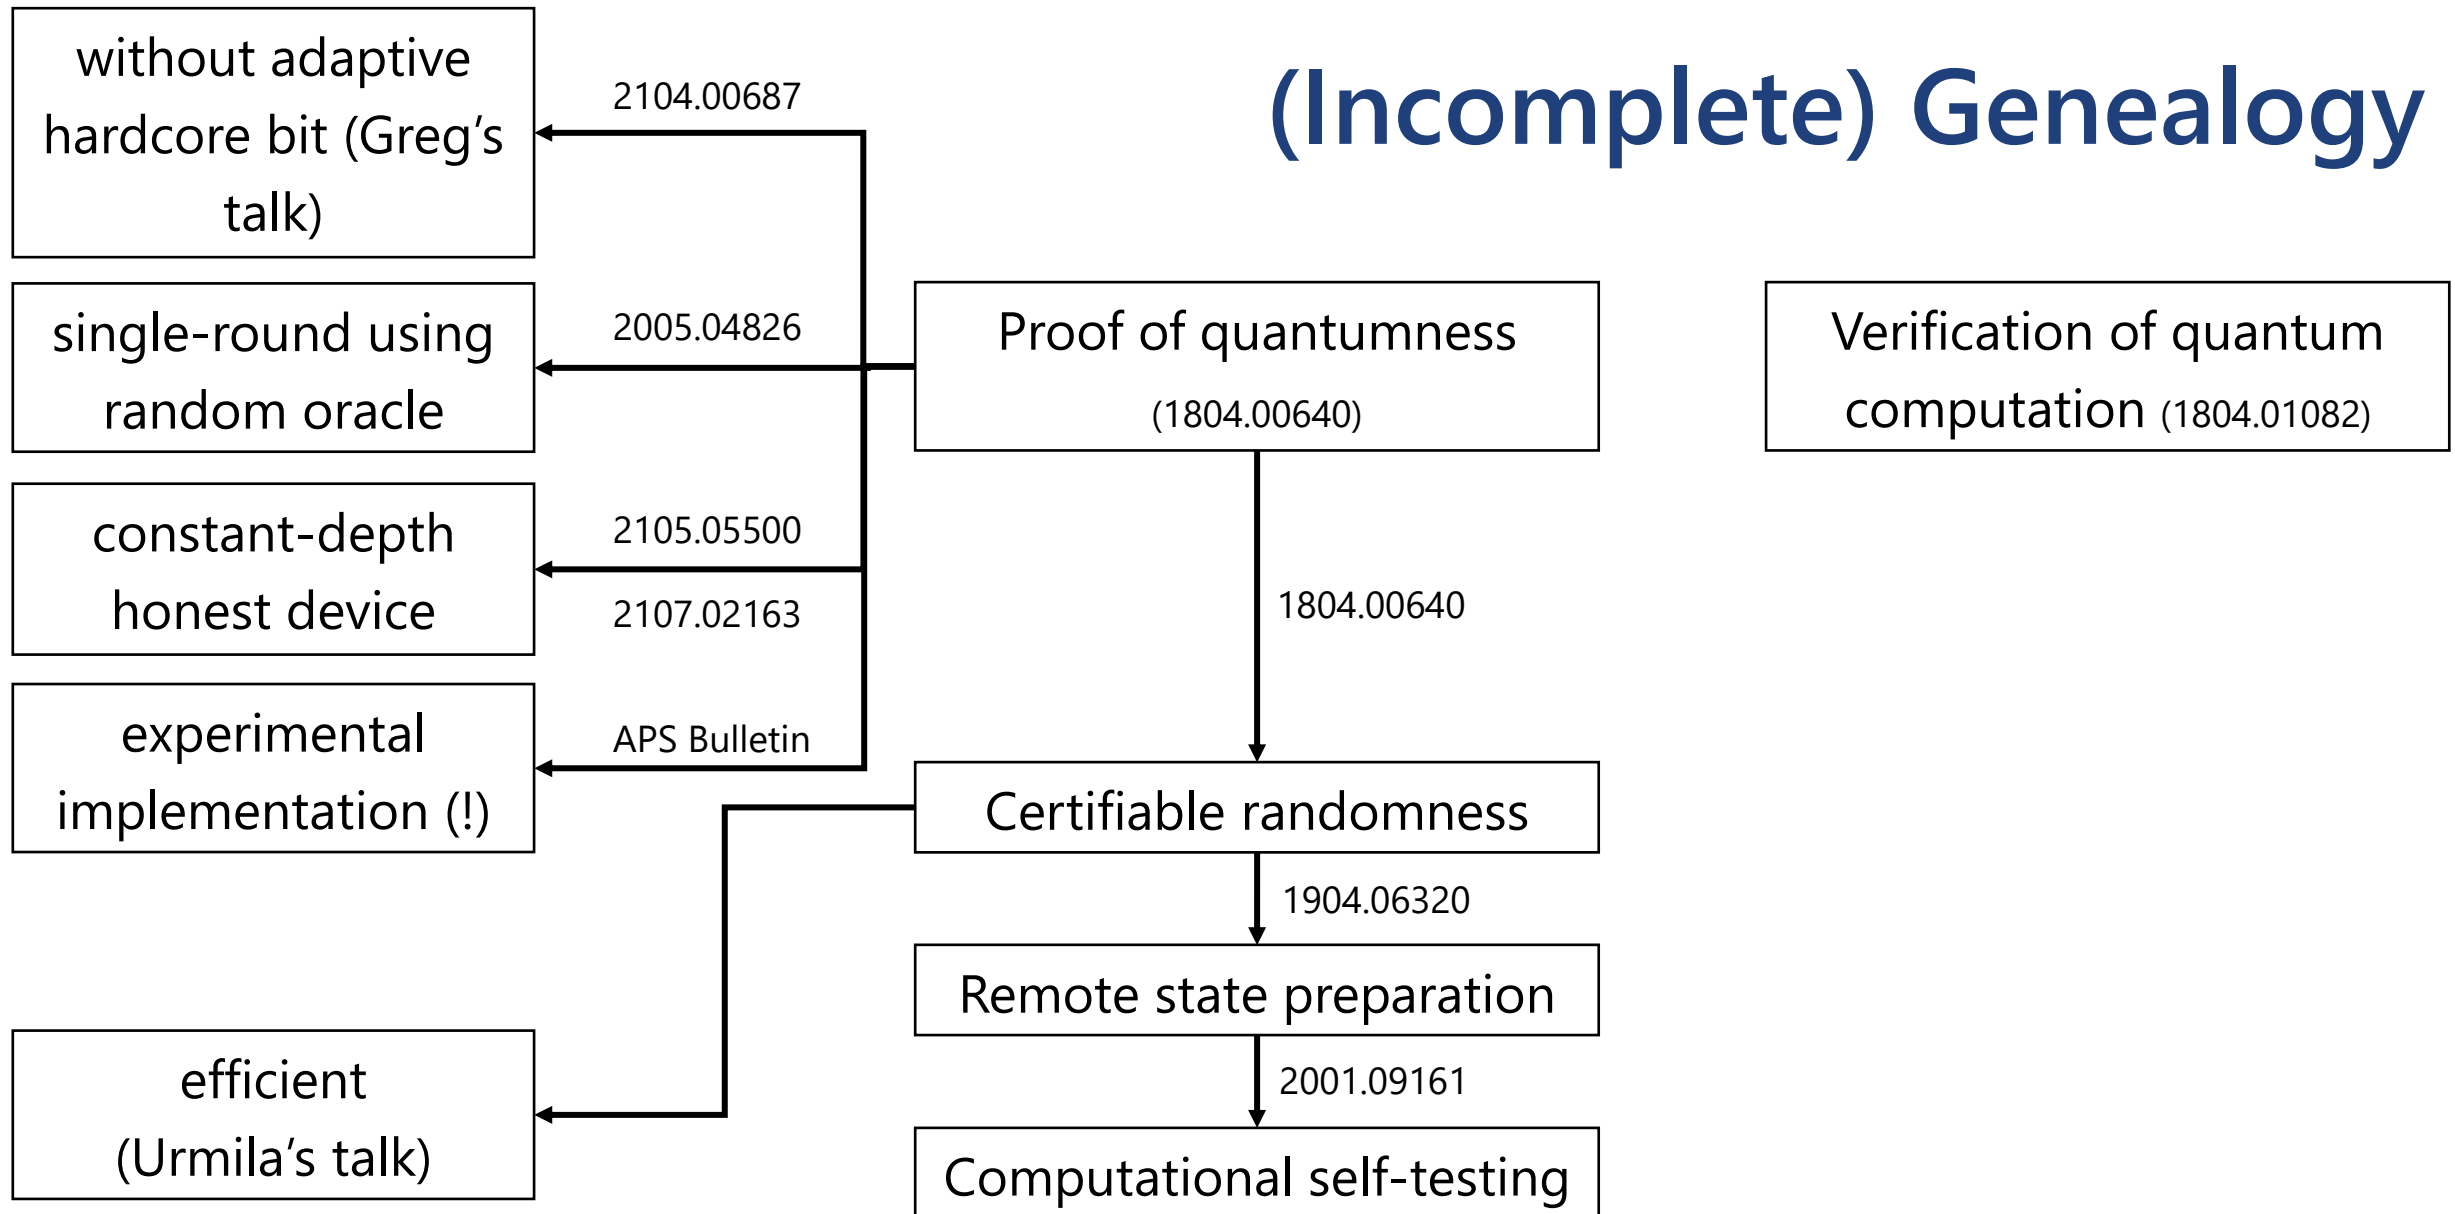 (Incomplete) Genealogy
without adaptive
hardcore bit (Greg's
talk)
2104.00687
single-round using
random oracle
2005.04826
Proof of quantumness
(1804.00640)
Verification of quantum
computation (1804.01082)
constant-depth
honest device
2105.05500
2107.02163
1804.00640
experimental
implementation (!)
APS Bulletin
Certifiable randomness
1904.06320
Remote state preparation
2001.09161
efficient
(Urmila's talk)
Computational self-testing